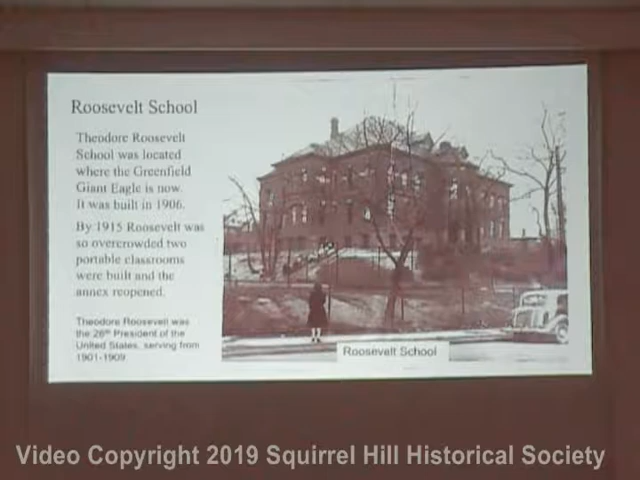 Roosevelt School
Theodore Roosevelt
School was located
where the Greenfield
Giant Eagle is now.
It was built in 1906.
By 1915 Roosevelt was
so overcrowded two
portable classrooms
were built and the
annex reopened.
Theodore Roosevelt was
the 26th President of the
United States, serving from
1901-1909
Roosevelt School
Video Copyright 2019 Squirrel Hill Historical Society